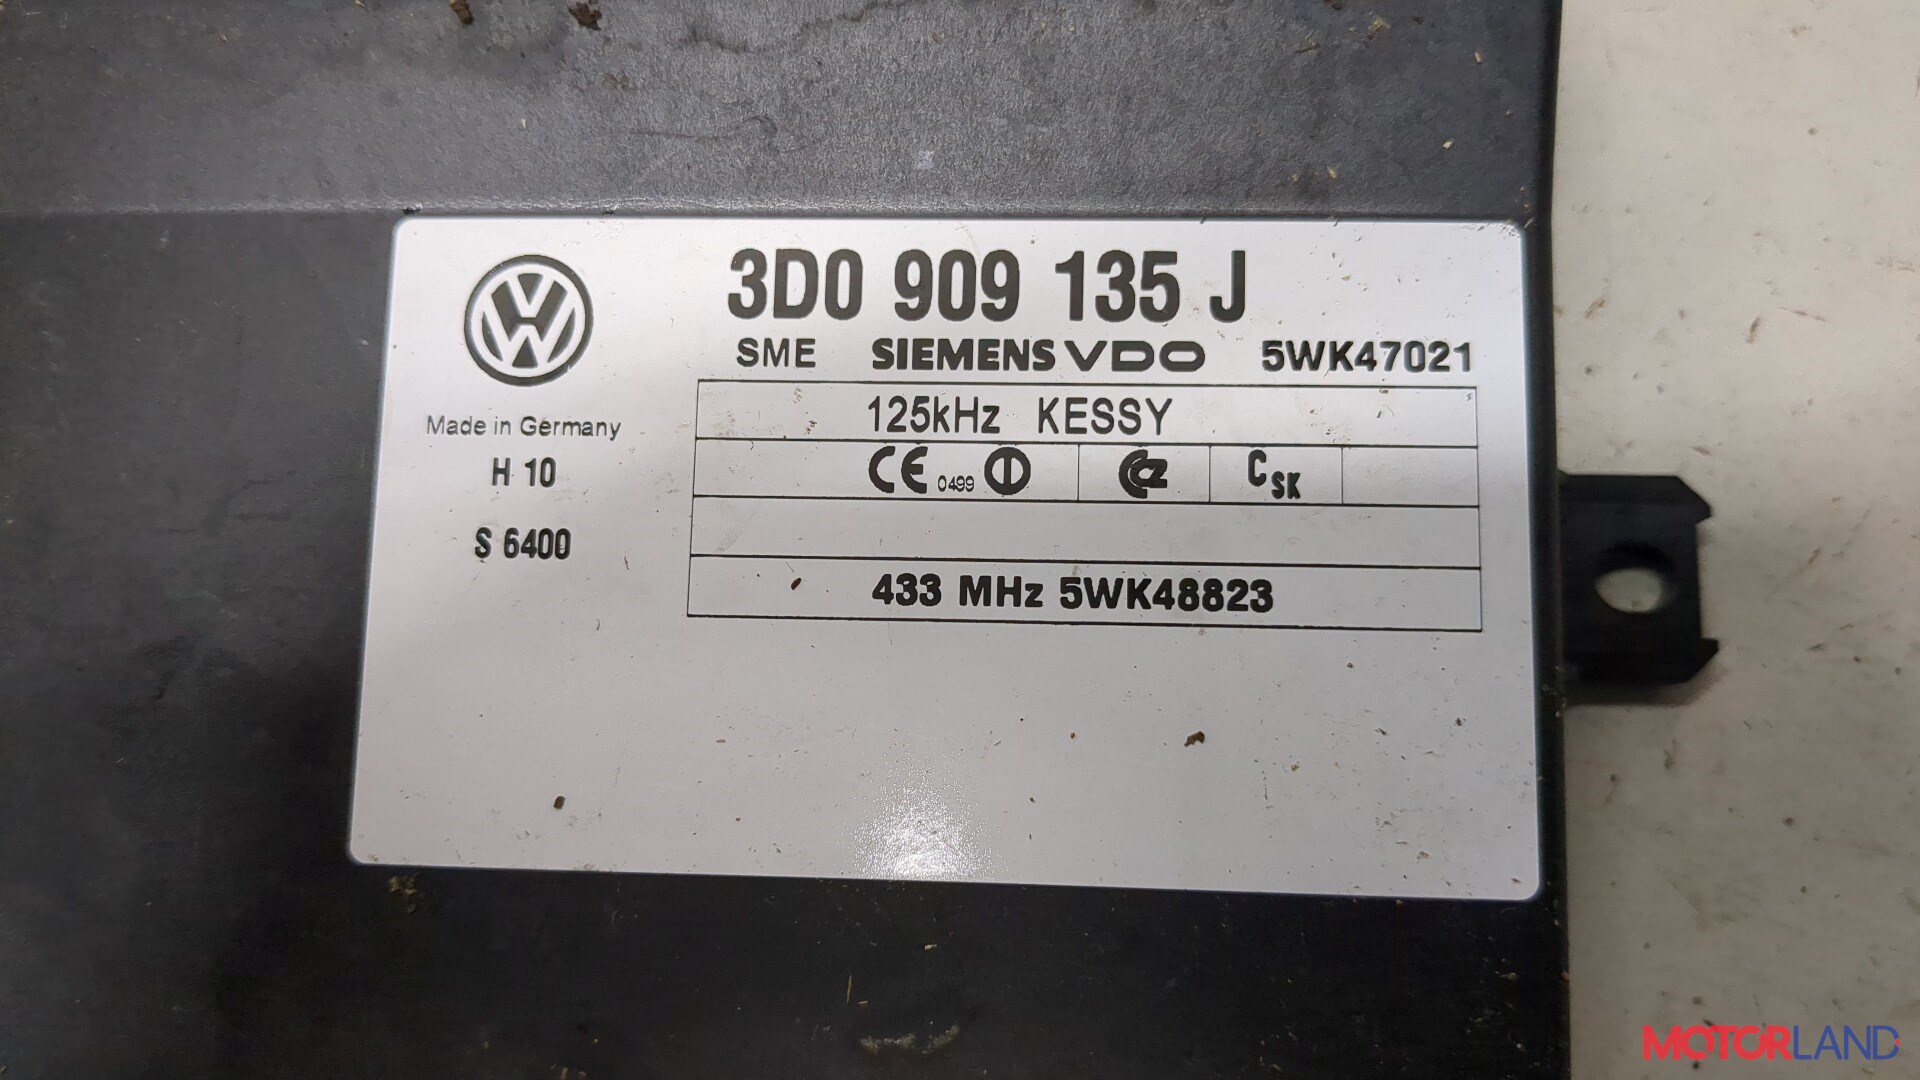 3D0 909 135 J
SME SIEMENS VDO 5WK47021
125kHz KESSY
Made in Germany
CE 0499 CZ CSK
H 10
S 6400
433 MHz 5WK48823
MOTORLAND